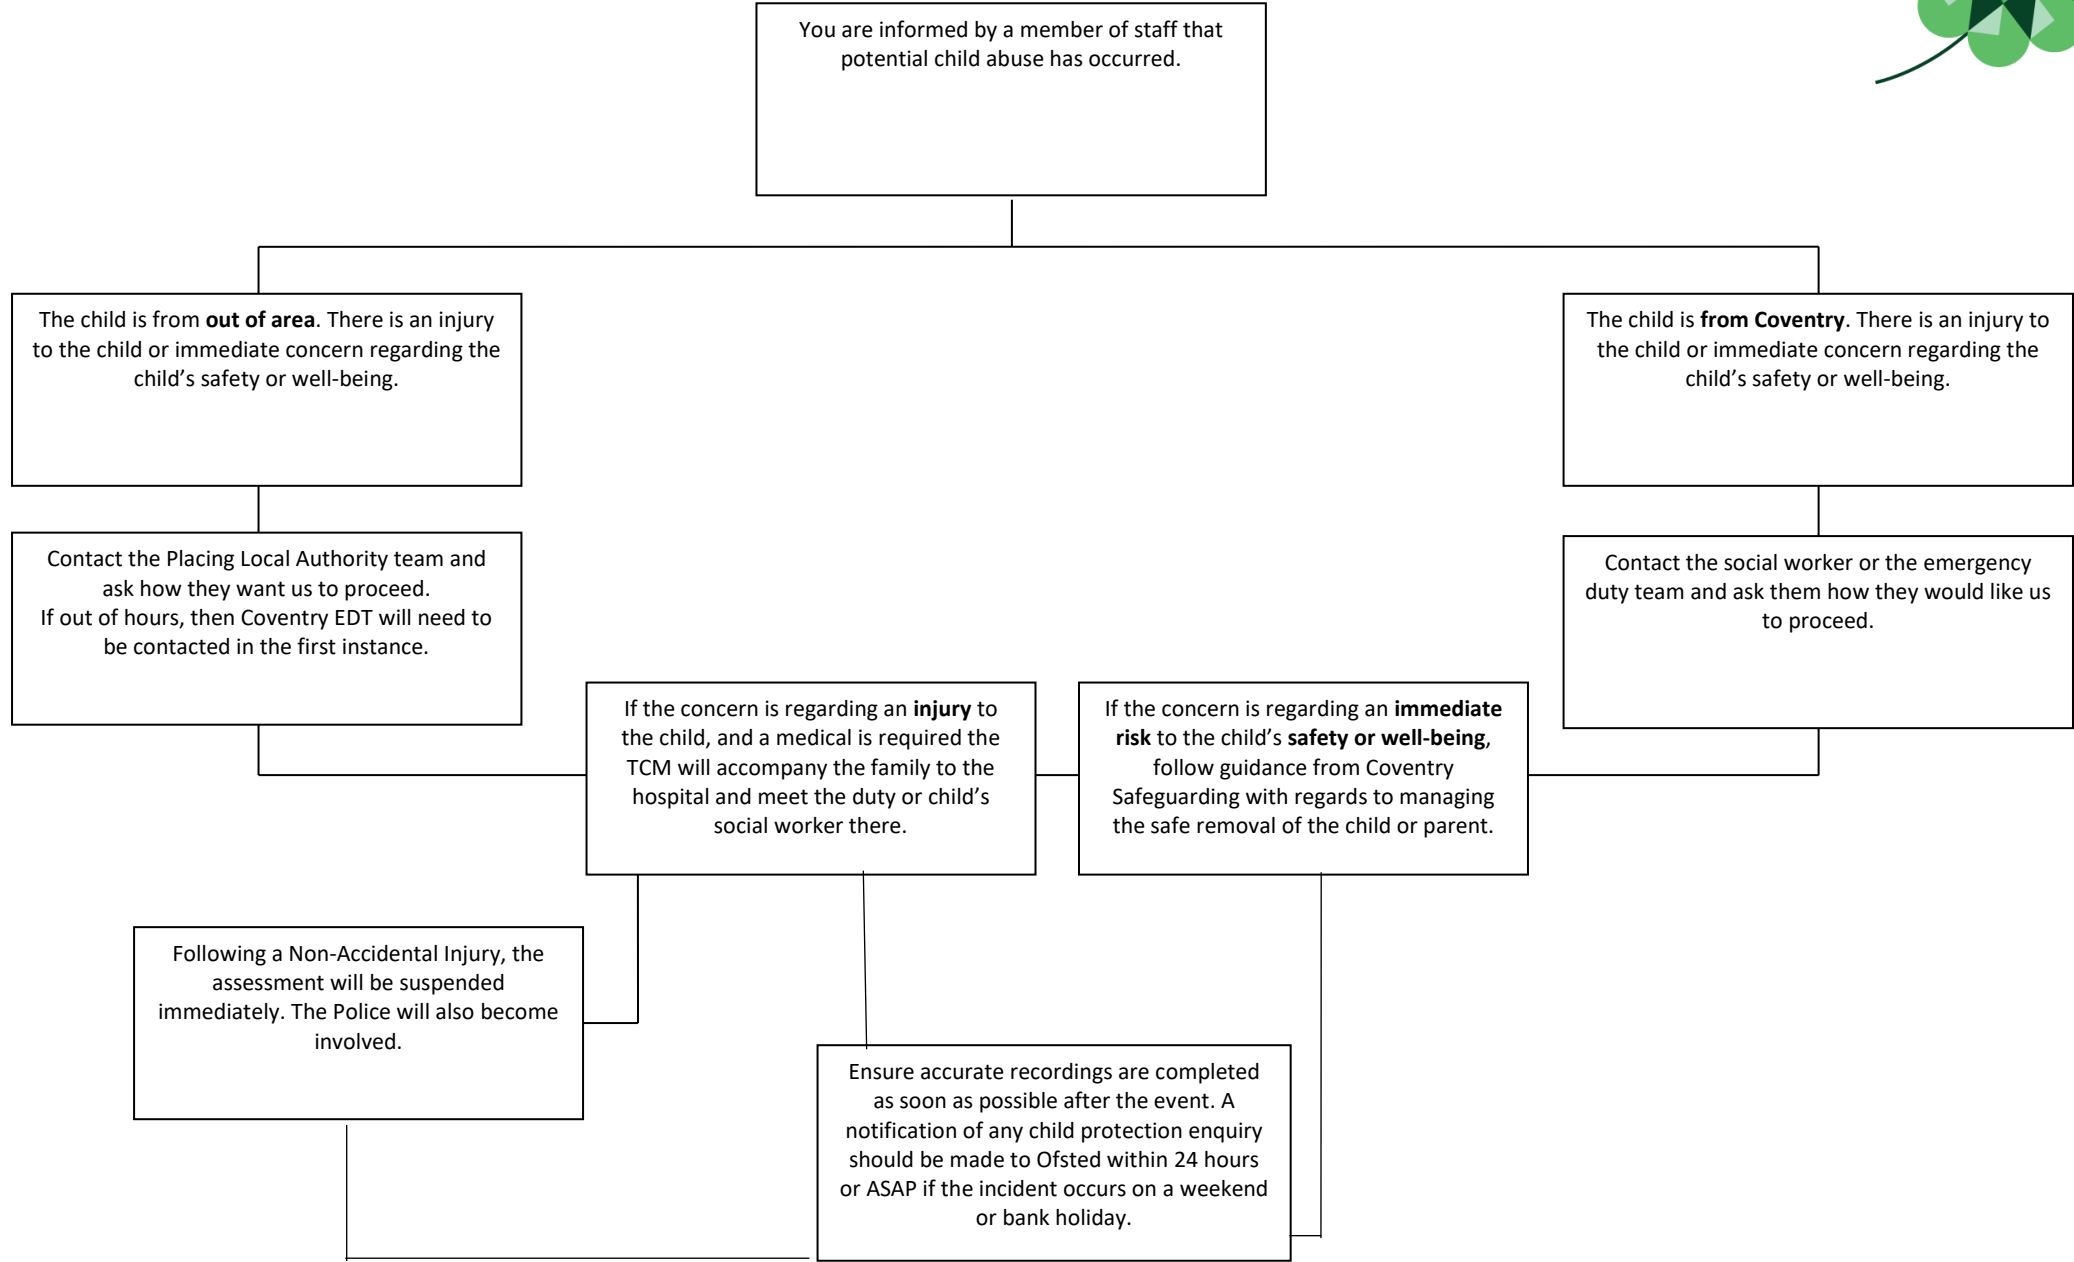 You are informed by a member of staff that
potential child abuse has occurred.
The child is from out of area. There is an injury
to the child or immediate concern regarding the
child’s safety or well-being.
The child is from Coventry. There is an injury to
the child or immediate concern regarding the
child’s safety or well-being.
Contact the Placing Local Authority team and
ask how they want us to proceed.
If out of hours, then Coventry EDT will need to
be contacted in the first instance.
Contact the social worker or the emergency
duty team and ask them how they would like us
to proceed.
If the concern is regarding an injury to
the child, and a medical is required the
TCM will accompany the family to the
hospital and meet the duty or child’s
social worker there.
If the concern is regarding an immediate
risk to the child’s safety or well-being,
follow guidance from Coventry
Safeguarding with regards to managing
the safe removal of the child or parent.
Following a Non-Accidental Injury, the
assessment will be suspended
immediately. The Police will also become
involved.
Ensure accurate recordings are completed
as soon as possible after the event. A
notification of any child protection enquiry
should be made to Ofsted within 24 hours
or ASAP if the incident occurs on a weekend
or bank holiday.